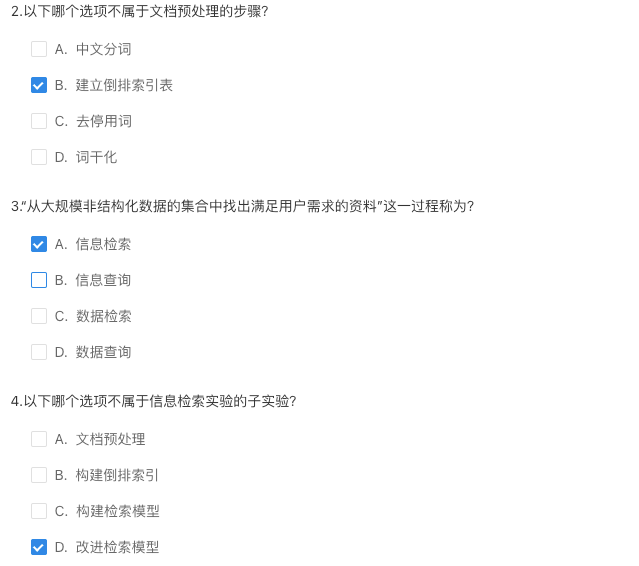 2.以下哪个选项不属于文档预处理的步骤?
A. 中文分词
B. 建立倒排索引表
C. 去停用词
D. 词干化
3.“从大规模非结构化数据的集合中找出满足用户需求的资料”这一过程称为?
A. 信息检索
B. 信息查询
C. 数据检索
D. 数据查询
4.以下哪个选项不属于信息检索实验的子实验?
A. 文档预处理
B. 构建倒排索引
C. 构建检索模型
D. 改进检索模型